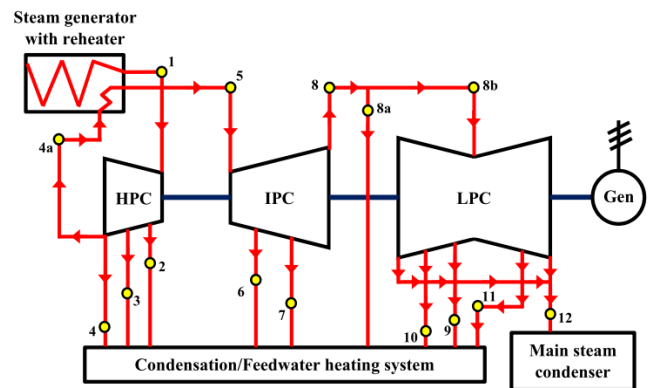 Steam generator
with reheater
1
5
8
8b
8a
4a
HPC
IPC
LPC
Gen
2
3
4
6
7
10
9
11
12
Condensation/Feedwater heating system
Main steam
condenser